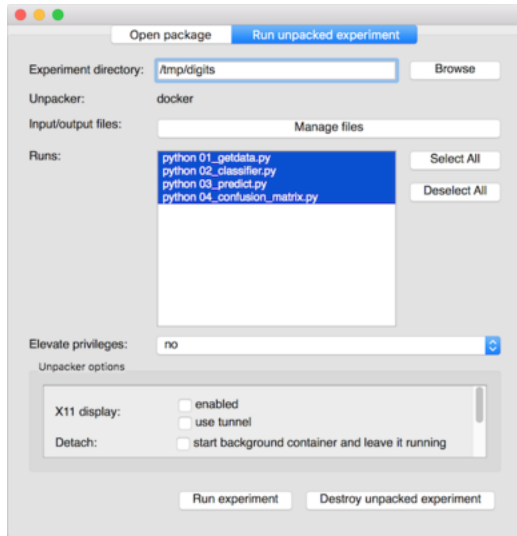 Open package Run unpacked experiment
Experiment directory: /tmp/digits Browse
Unpacker: docker
Input/output files: Manage files
Runs: python 01_getdata.py Select All
python 02_classifier.py
python 03_predict.py Deselect All
python 04_confusion_matrix.py
Elevate privileges: no
Unpacker options
X11 display: enabled
use tunnel
Detach: start background container and leave it running
Run experiment Destroy unpacked experiment